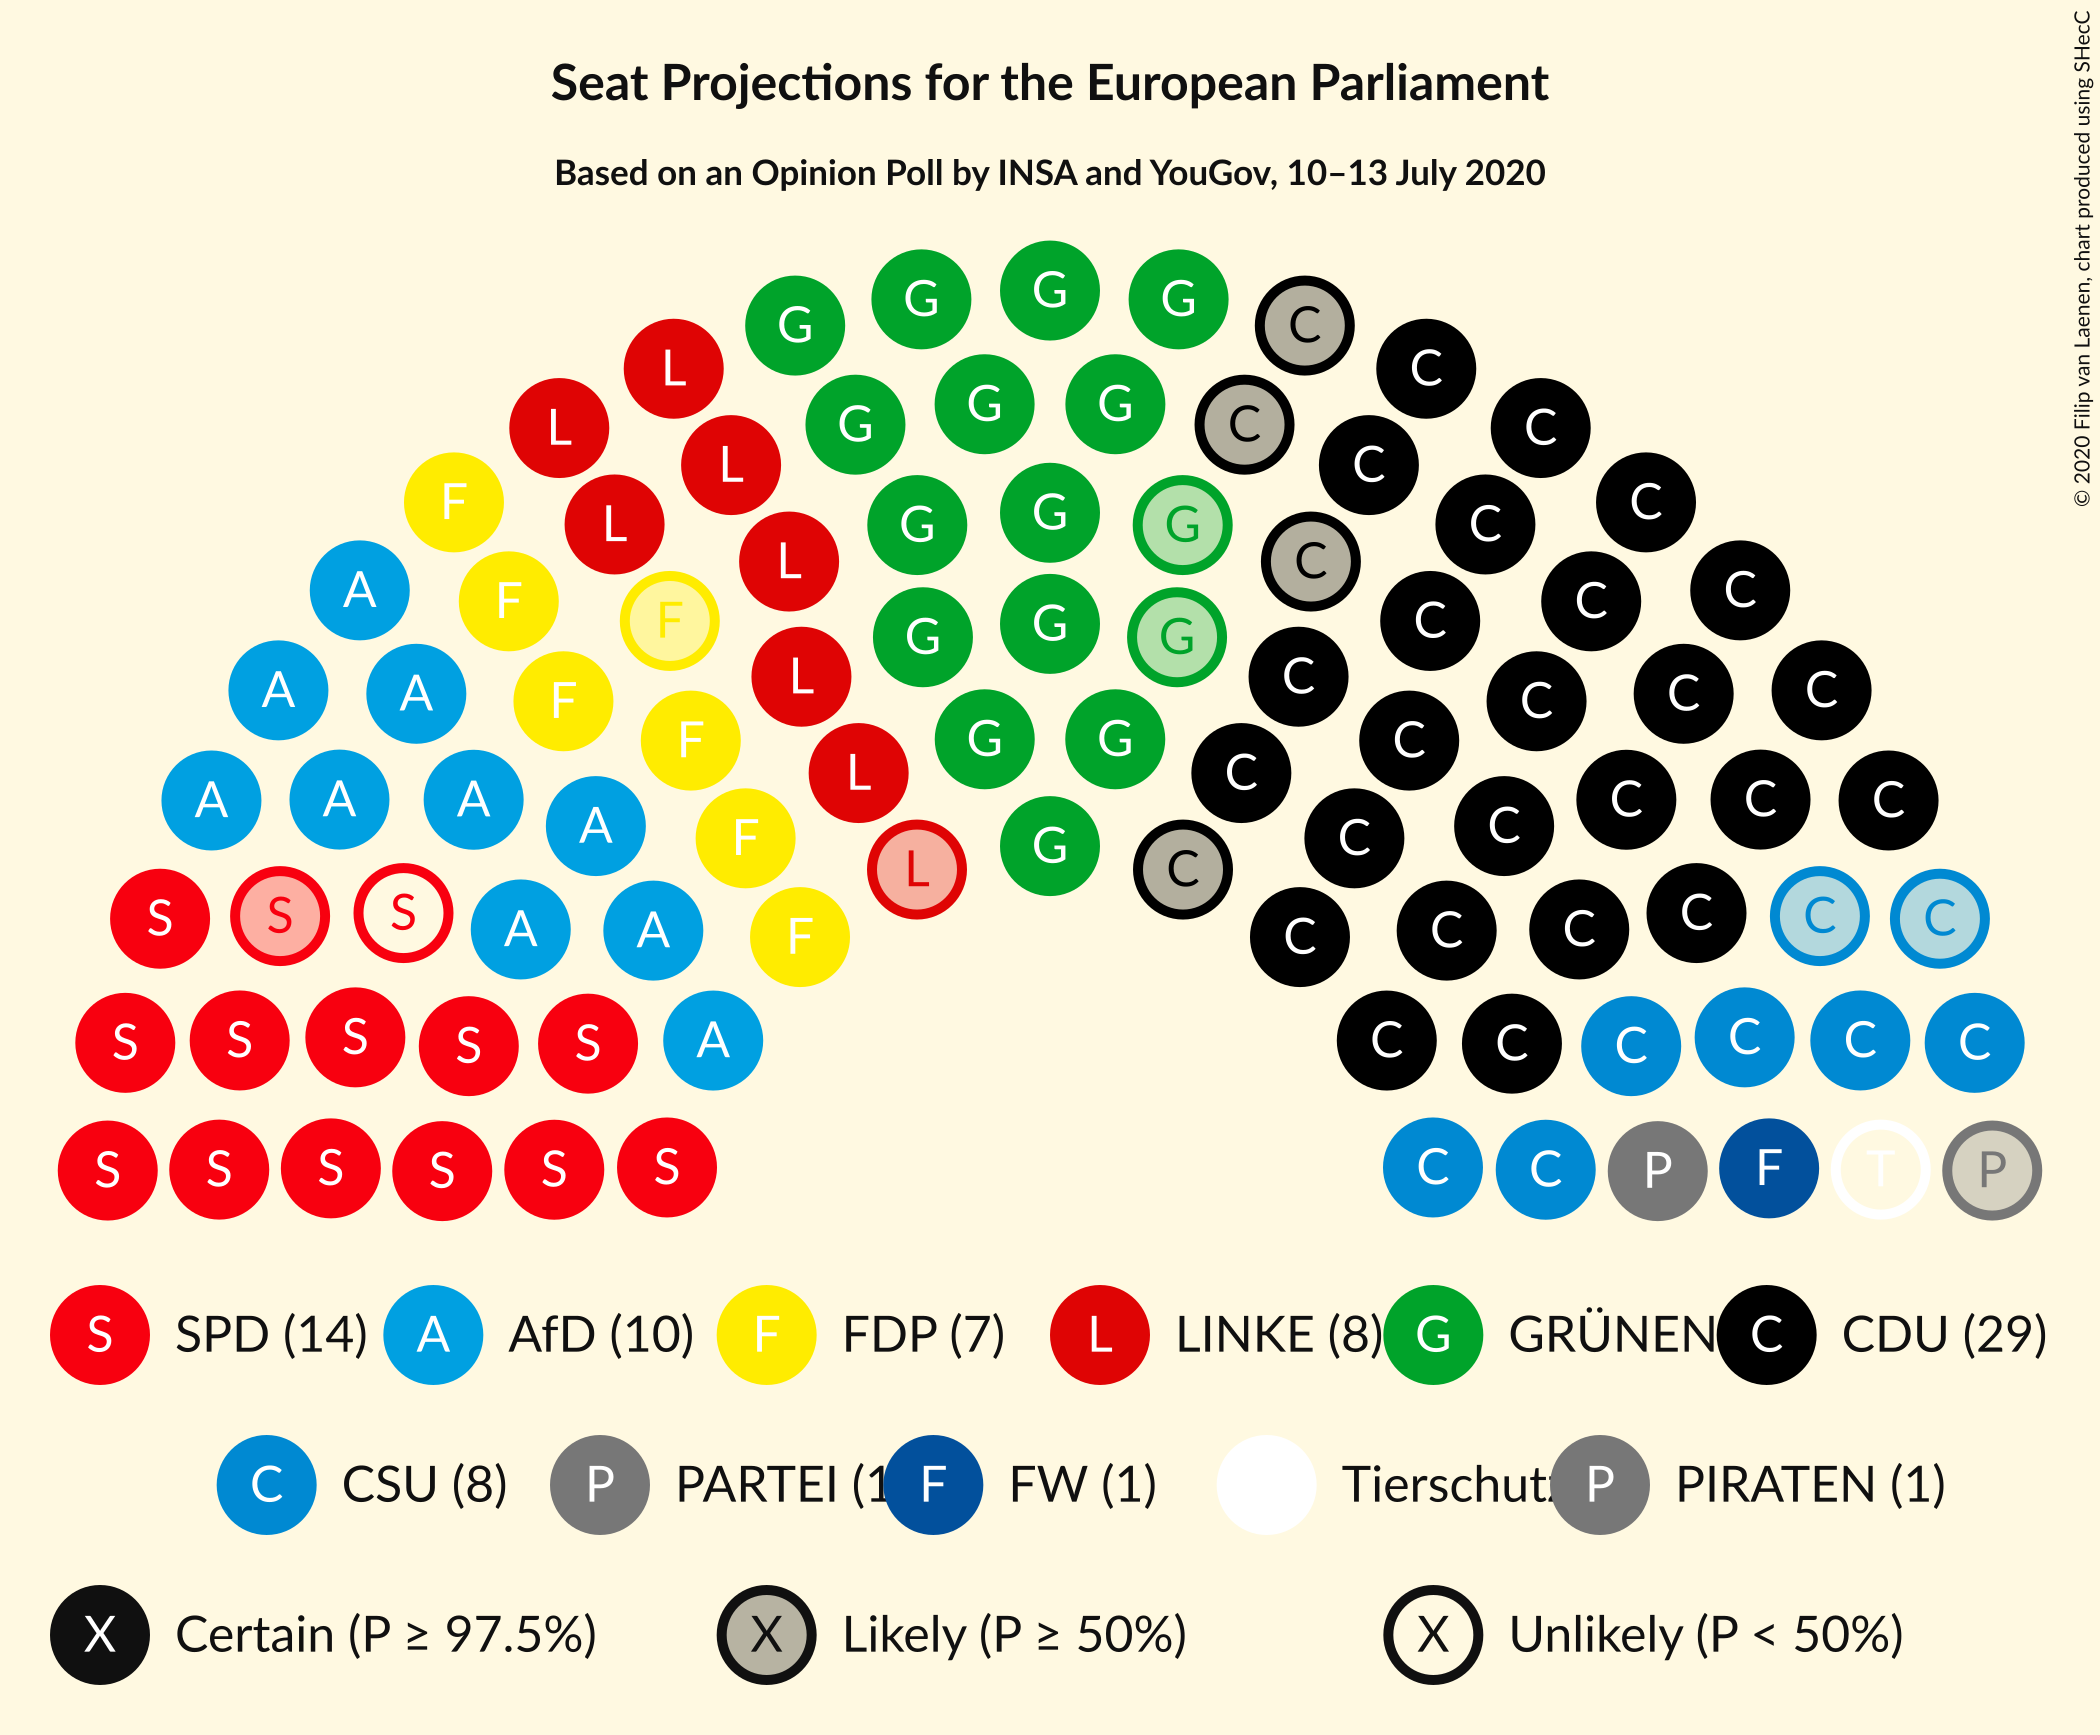 Seat Projections for the European Parliament
Based on an Opinion Poll by INSA and YouGov, 10–13 July 2020
© 2020 Filip van Laenen, chart produced using SHecC
G G G G C
L G G G C C
L L G G G C C
F L L G G C C C
A F F L G G G C C C C
A A F F L G G C C C C C
A A A A F L G C C C C C C
S S S A A F L C C C C C C C
S S S S S A C C C C C C
S S S S S S C C P F T P
S SPD (14) A AfD (10) F FDP (7) L LINKE (8) G GRÜNEN C CDU (29)
C CSU (8) P PARTEI (1 F FW (1) Tierschutz P PIRATEN (1)
X Certain (P ≥ 97.5%) X Likely (P ≥ 50%) X Unlikely (P < 50%)